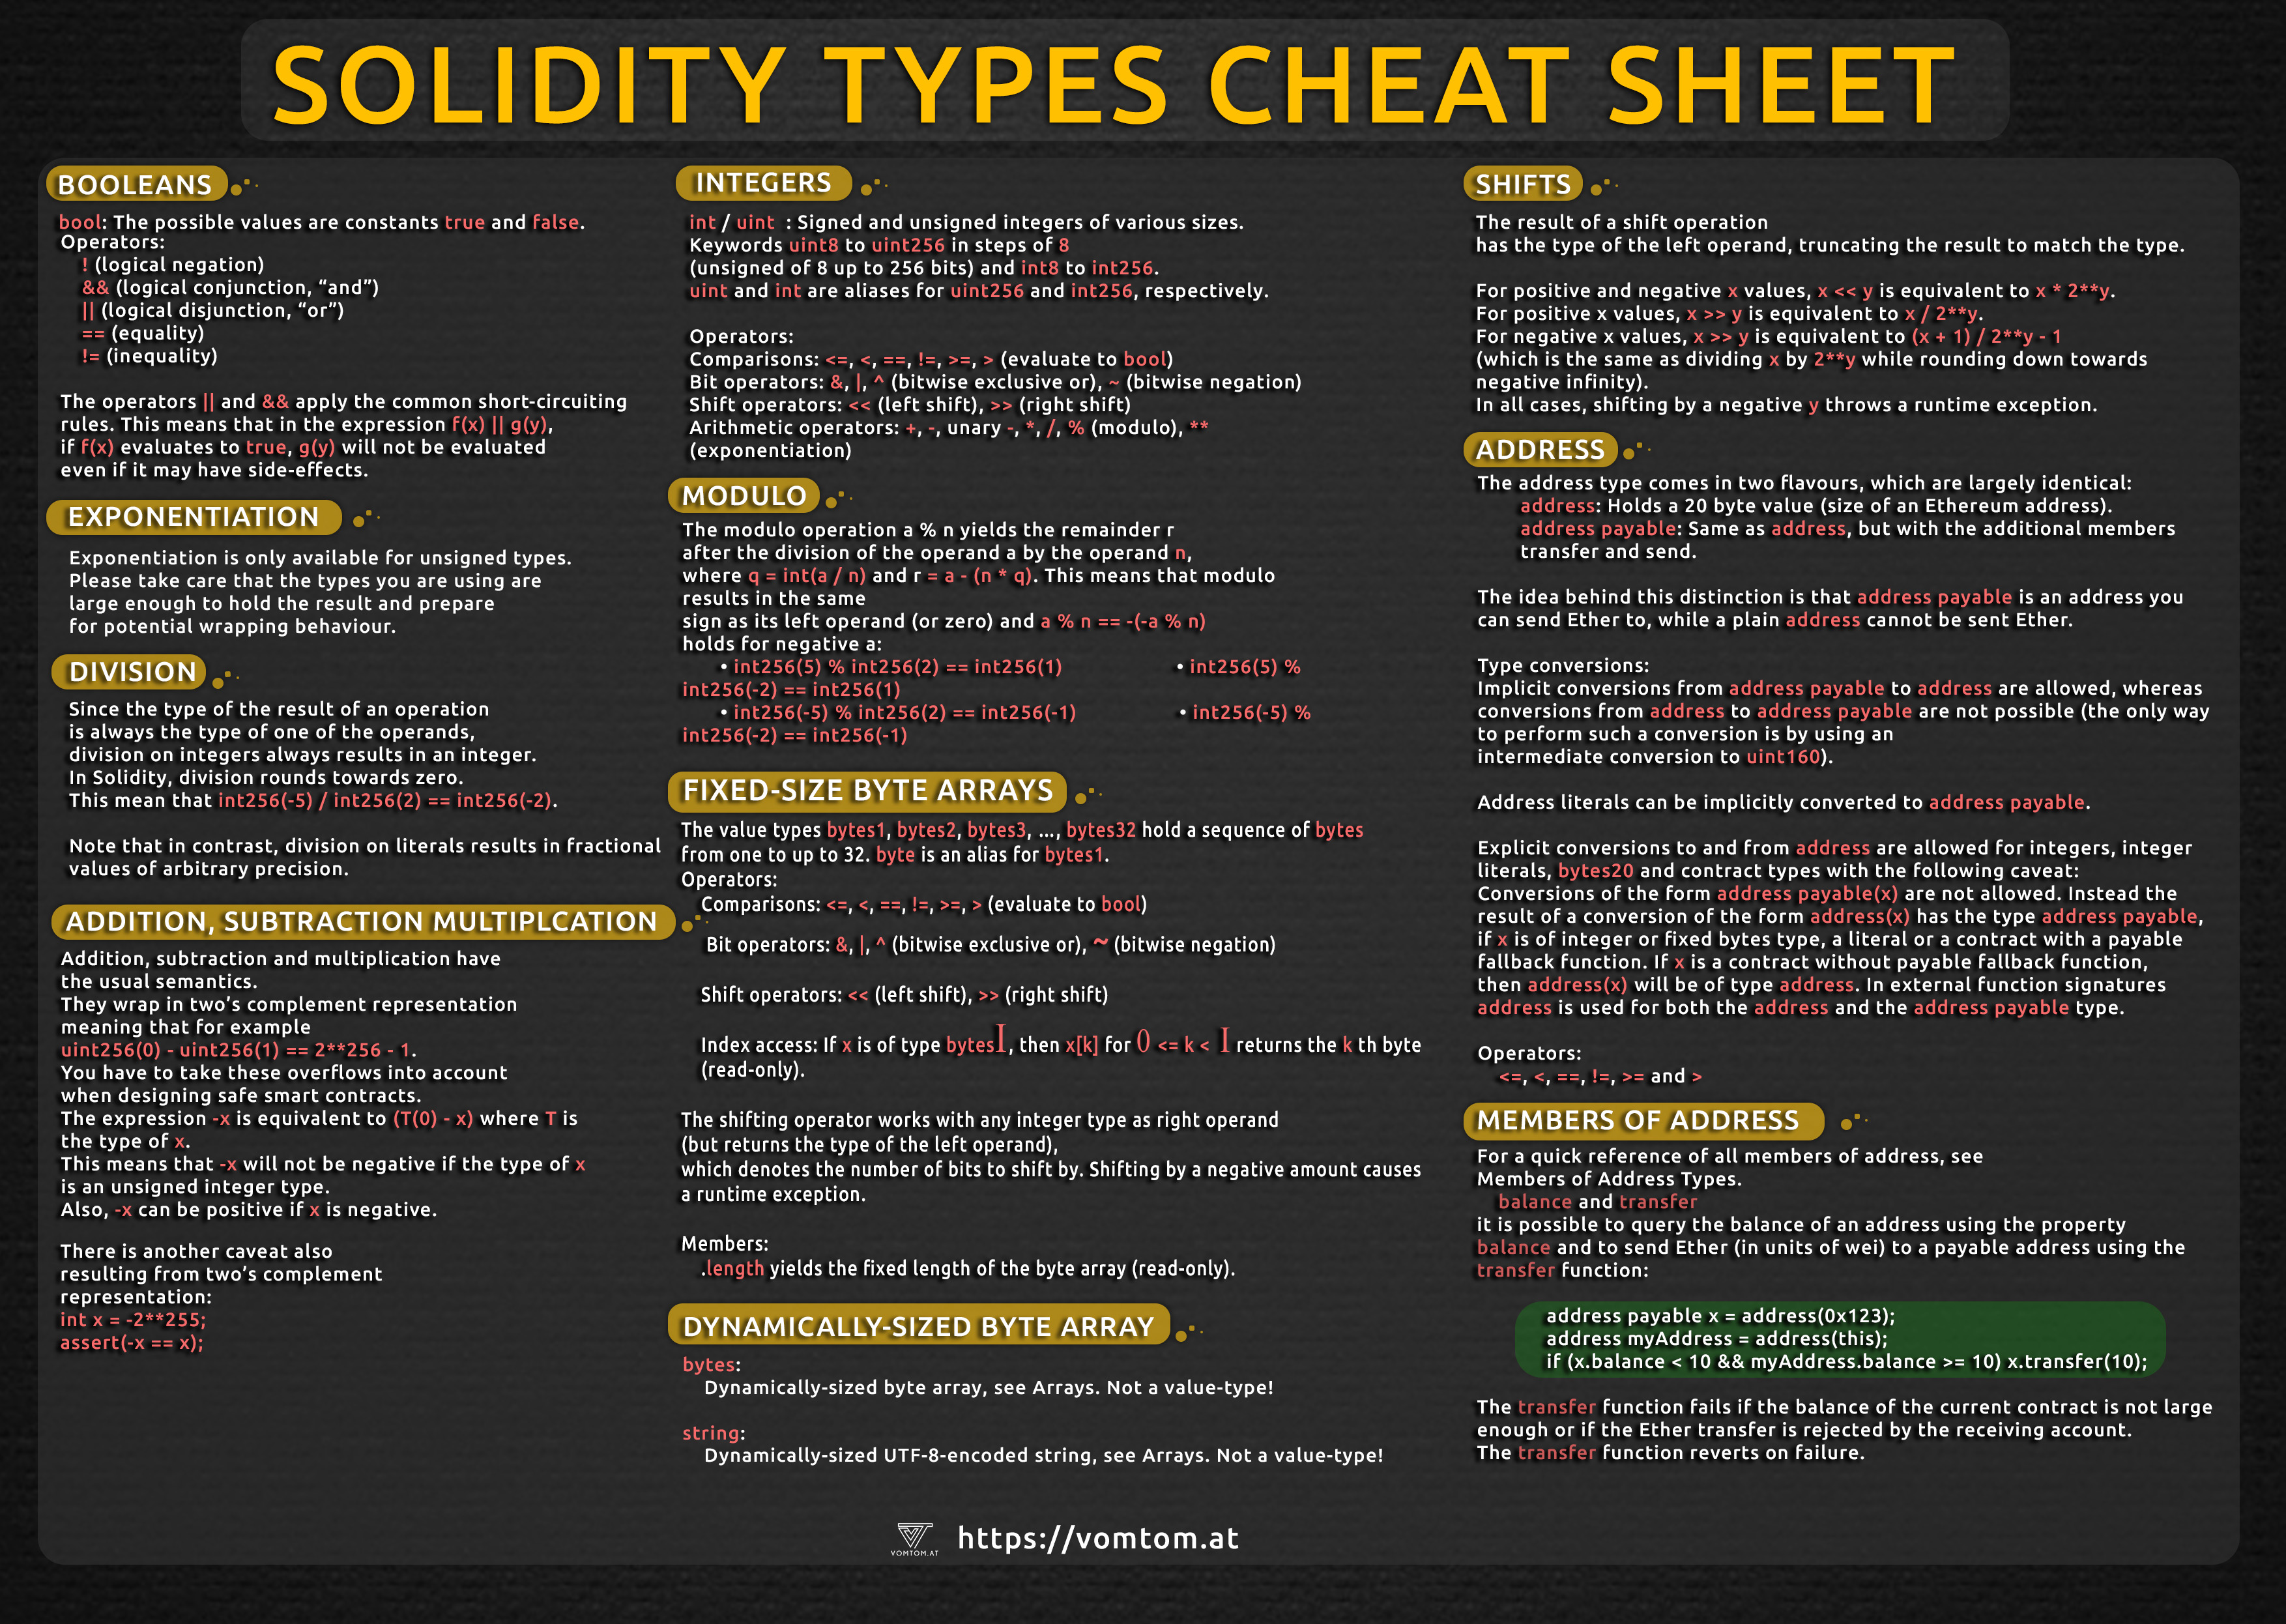 SOLIDITY TYPES CHEAT SHEET
BOOLEANS
bool: The possible values are constants true and false.
Operators:
! (logical negation)
&& (logical conjunction, “and”)
|| (logical disjunction, “or”)
== (equality)
!= (inequality)
The operators || and && apply the common short-circuiting
rules. This means that in the expression f(x) || g(y),
if f(x) evaluates to true, g(y) will not be evaluated
even if it may have side-effects.
EXPONENTIATION
Exponentiation is only available for unsigned types.
Please take care that the types you are using are
large enough to hold the result and prepare
for potential wrapping behaviour.
DIVISION
Since the type of the result of an operation
is always the type of one of the operands,
division on integers always results in an integer.
In Solidity, division rounds towards zero.
This mean that int256(-5) / int256(2) == int256(-2).
Note that in contrast, division on literals results in fractional
values of arbitrary precision.
ADDITION, SUBTRACTION MULTIPLCATION
Addition, subtraction and multiplication have
the usual semantics.
They wrap in two’s complement representation
meaning that for example
uint256(0) - uint256(1) == 2**256 - 1.
You have to take these overflows into account
when designing safe smart contracts.
The expression -x is equivalent to (T(0) - x) where T is
the type of x.
This means that -x will not be negative if the type of x
is an unsigned integer type.
Also, -x can be positive if x is negative.
There is another caveat also
resulting from two’s complement
representation:
int x = -2**255;
assert(-x == x);
INTEGERS
int / uint : Signed and unsigned integers of various sizes.
Keywords uint8 to uint256 in steps of 8
(unsigned of 8 up to 256 bits) and int8 to int256.
uint and int are aliases for uint256 and int256, respectively.
Operators:
Comparisons: <=, <, ==, !=, >=, > (evaluate to bool)
Bit operators: &, |, ^ (bitwise exclusive or), ~ (bitwise negation)
Shift operators: << (left shift), >> (right shift)
Arithmetic operators: +, -, unary -, *, /, % (modulo), **
(exponentiation)
MODULO
The modulo operation a % n yields the remainder r
after the division of the operand a by the operand n,
where q = int(a / n) and r = a - (n * q). This means that modulo
results in the same
sign as its left operand (or zero) and a % n == -(-a % n)
holds for negative a:
• int256(5) % int256(2) == int256(1) • int256(5) %
int256(-2) == int256(1)
• int256(-5) % int256(2) == int256(-1) • int256(-5) %
int256(-2) == int256(-1)
FIXED-SIZE BYTE ARRAYS
The value types bytes1, bytes2, bytes3, …, bytes32 hold a sequence of bytes
from one to up to 32. byte is an alias for bytes1.
Operators:
Comparisons: <=, <, ==, !=, >=, > (evaluate to bool)
Bit operators: &, |, ^ (bitwise exclusive or), ~ (bitwise negation)
Shift operators: << (left shift), >> (right shift)
Index access: If x is of type bytesI, then x[k] for 0 <= k < I returns the k th byte
(read-only).
The shifting operator works with any integer type as right operand
(but returns the type of the left operand),
which denotes the number of bits to shift by. Shifting by a negative amount causes
a runtime exception.
Members:
.length yields the fixed length of the byte array (read-only).
DYNAMICALLY-SIZED BYTE ARRAY
bytes:
Dynamically-sized byte array, see Arrays. Not a value-type!
string:
Dynamically-sized UTF-8-encoded string, see Arrays. Not a value-type!
SHIFTS
The result of a shift operation
has the type of the left operand, truncating the result to match the type.
For positive and negative x values, x << y is equivalent to x * 2**y.
For positive x values, x >> y is equivalent to x / 2**y.
For negative x values, x >> y is equivalent to (x + 1) / 2**y - 1
(which is the same as dividing x by 2**y while rounding down towards
negative infinity).
In all cases, shifting by a negative y throws a runtime exception.
ADDRESS
The address type comes in two flavours, which are largely identical:
address: Holds a 20 byte value (size of an Ethereum address).
address payable: Same as address, but with the additional members
transfer and send.
The idea behind this distinction is that address payable is an address you
can send Ether to, while a plain address cannot be sent Ether.
Type conversions:
Implicit conversions from address payable to address are allowed, whereas
conversions from address to address payable are not possible (the only way
to perform such a conversion is by using an
intermediate conversion to uint160).
Address literals can be implicitly converted to address payable.
Explicit conversions to and from address are allowed for integers, integer
literals, bytes20 and contract types with the following caveat:
Conversions of the form address payable(x) are not allowed. Instead the
result of a conversion of the form address(x) has the type address payable,
if x is of integer or fixed bytes type, a literal or a contract with a payable
fallback function. If x is a contract without payable fallback function,
then address(x) will be of type address. In external function signatures
address is used for both the address and the address payable type.
Operators:
<=, <, ==, !=, >= and >
MEMBERS OF ADDRESS
For a quick reference of all members of address, see
Members of Address Types.
balance and transfer
it is possible to query the balance of an address using the property
balance and to send Ether (in units of wei) to a payable address using the
transfer function:
address payable x = address(0x123);
address myAddress = address(this);
if (x.balance < 10 && myAddress.balance >= 10) x.transfer(10);
The transfer function fails if the balance of the current contract is not large
enough or if the Ether transfer is rejected by the receiving account.
The transfer function reverts on failure.
VOMTOM.AT
https://vomtom.at